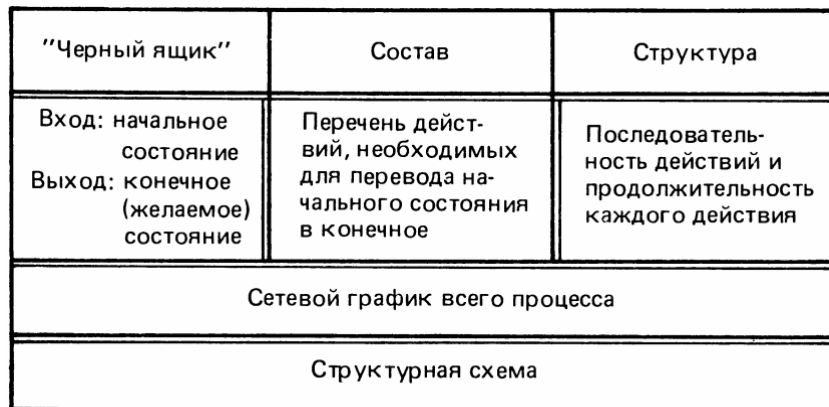 "Черный ящик"
Состав
Структура
Вход: начальное
состояние
Выход: конечное
(желаемое)
состояние
Перечень дейст-
вий, необходимых
для перевода на-
чального состояния
в конечное
Последователь-
ность действий и
продолжительность
каждого действия
Сетевой график всего процесса
Структурная схема